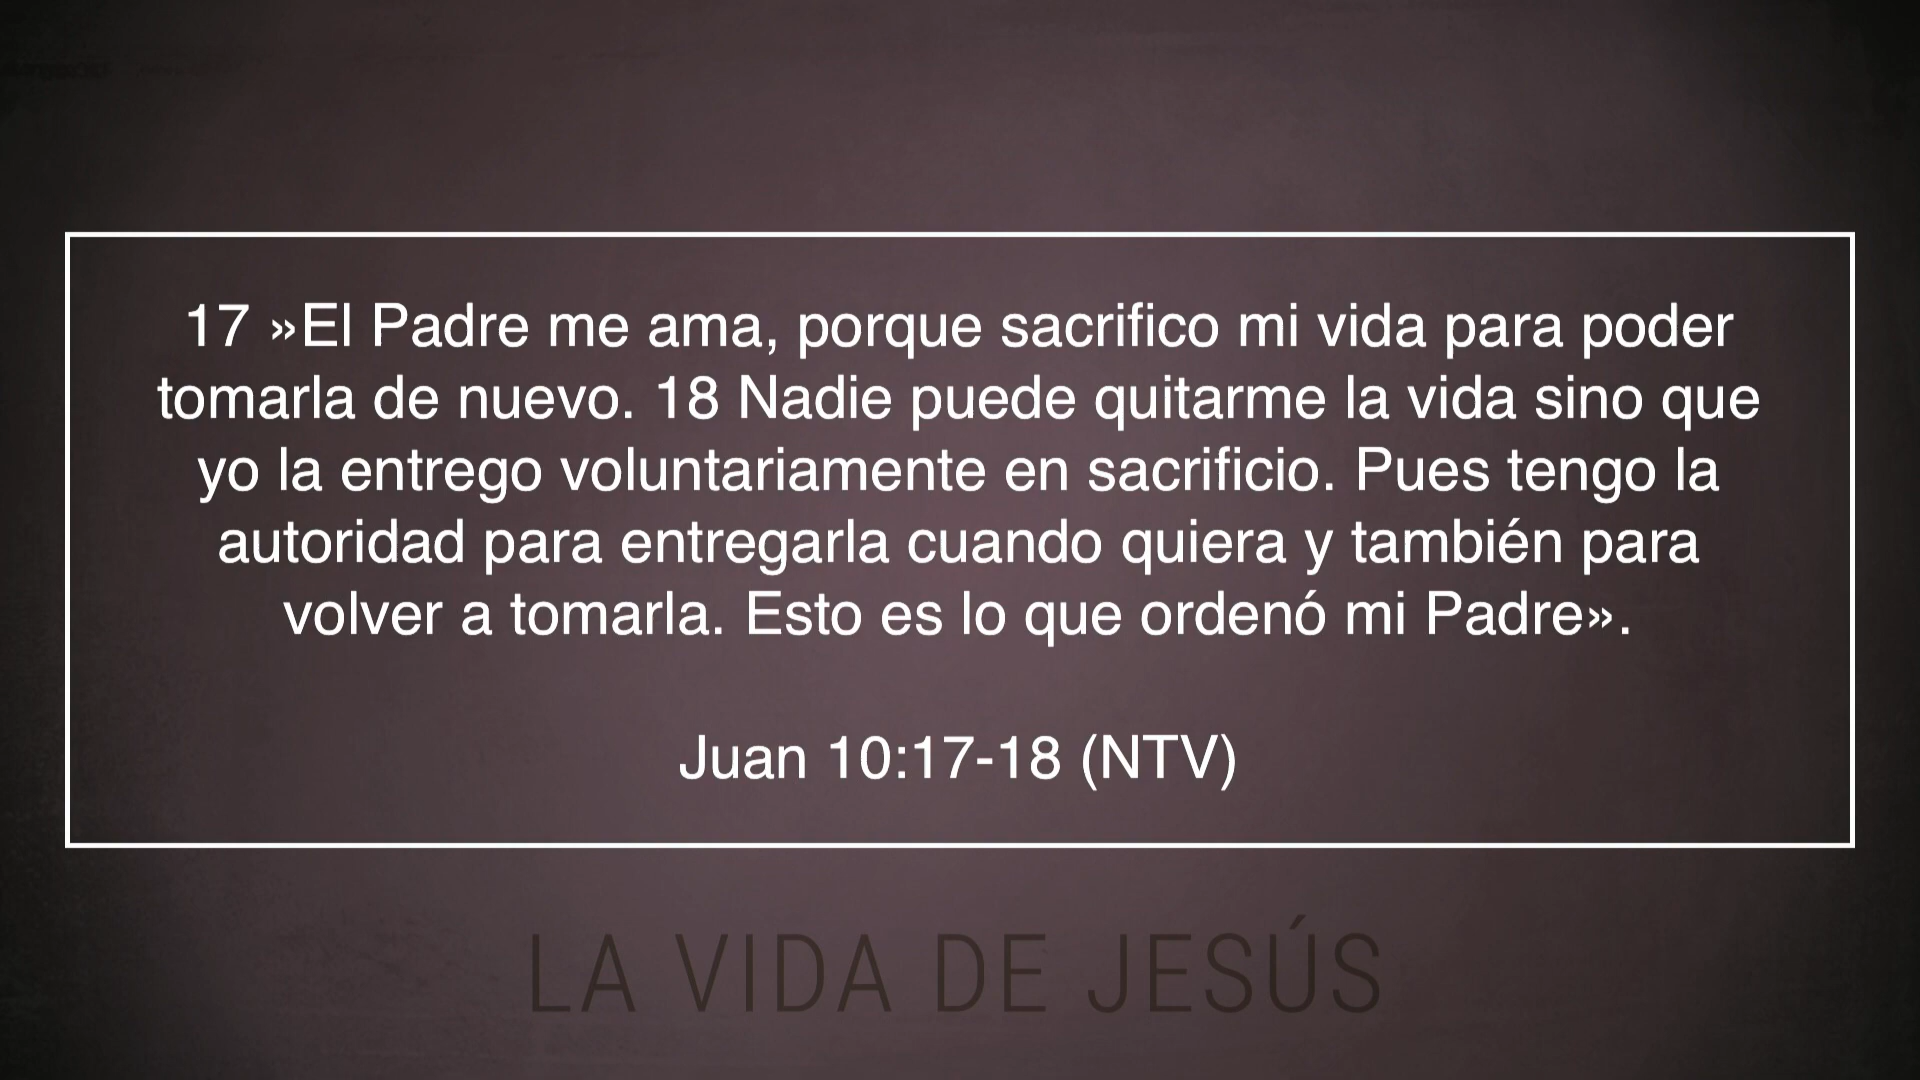 17 »El Padre me ama, porque sacrifico mi vida para poder
tomarla de nuevo. 18 Nadie puede quitarme la vida sino que
yo la entrego voluntariamente en sacrificio. Pues tengo la
autoridad para entregarla cuando quiera y también para
volver a tomarla. Esto es lo que ordenó mi Padre».
Juan 10:17-18 (NTV)
LA VIDA DE JESÚS